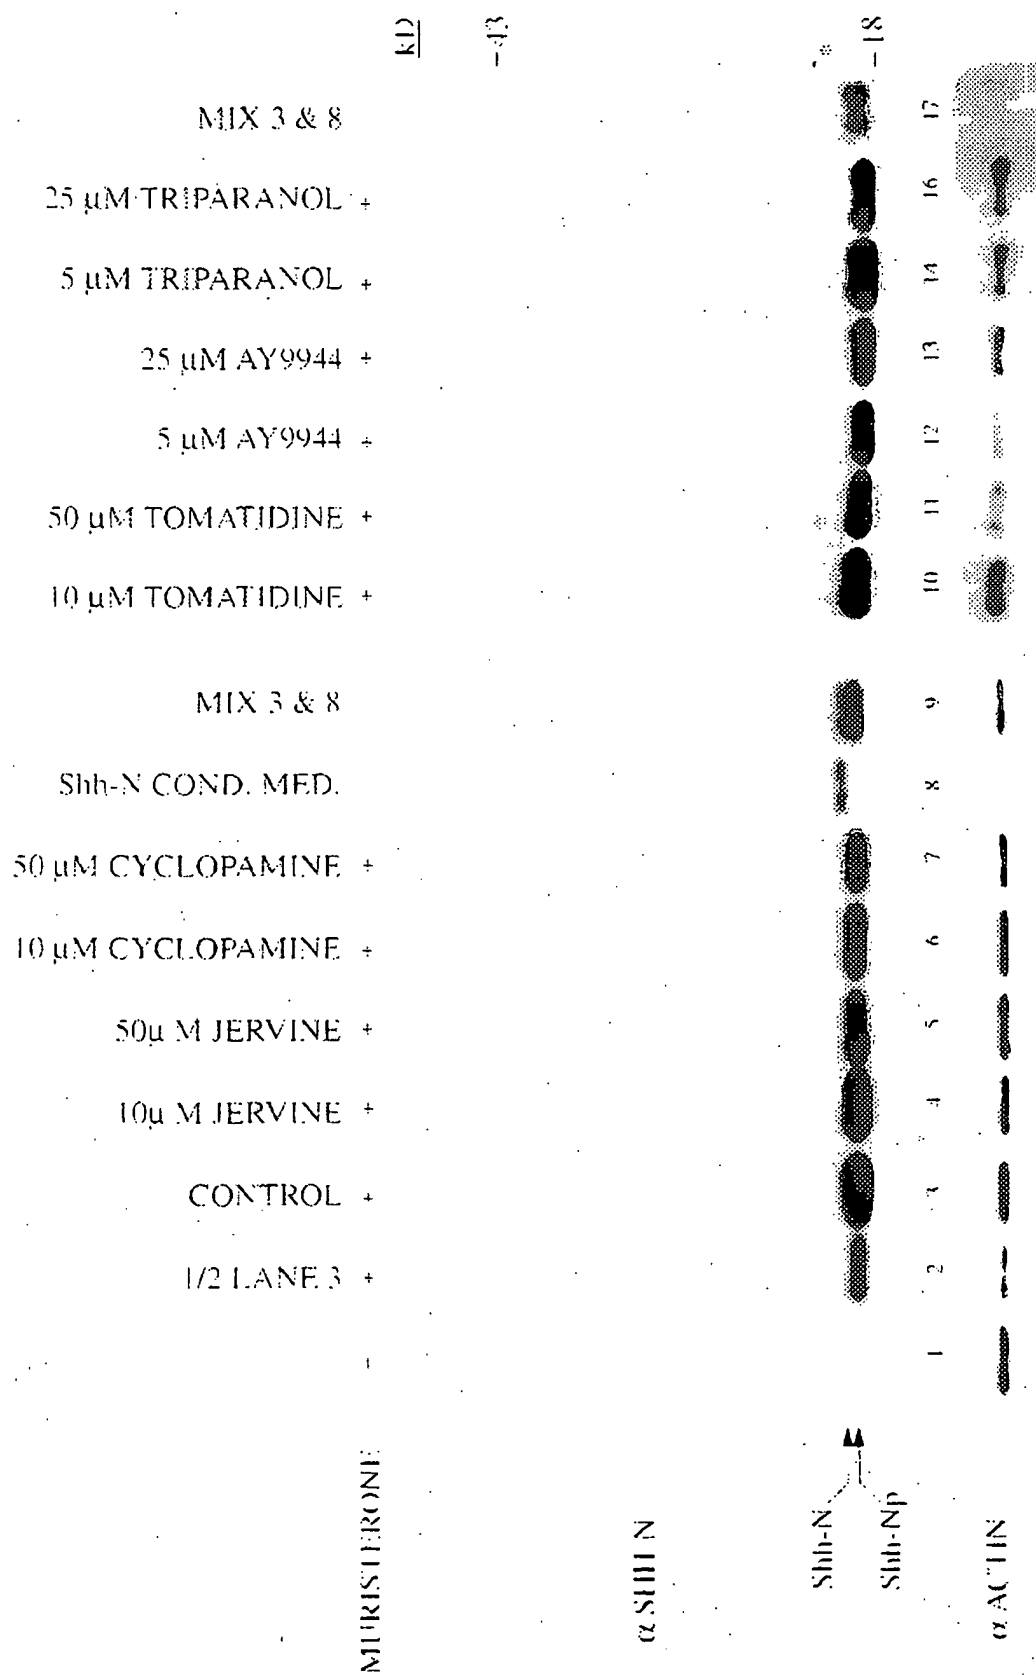 kD
-43
-18
*
MIX 3 & 8
17
25 µM TRIPARANOL +
16
5 µM TRIPARANOL +
14
25 µM AY9944 +
13
5 µM AY9944 +
12
50 µM TOMATIDINE +
11
10 µM TOMATIDINE +
10
MIX 3 & 8
9
Shh-N COND. MED.
8
50 µM CYCLOPAMINE +
7
10 µM CYCLOPAMINE +
6
50µ M JERVINE +
5
10µ M JERVINE +
4
CONTROL +
3
1/2 LANE 3 +
2
-
1
MURISTERONE
α SHH N
Shh-N
Shh-Np
α ACTIN